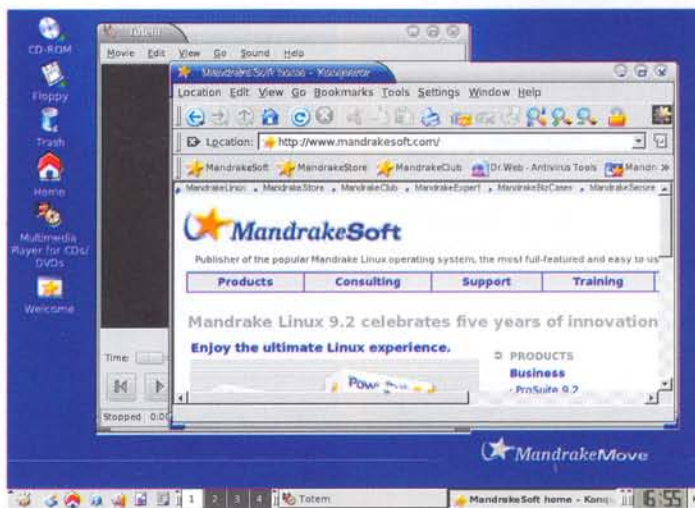 CD-ROM
Floppy
Trash
Home
Multimedia
Player for CDs/
DVDs
Welcome
Totem
Movie Edit View Go Sound Help
Time:
Stopped
MandrakeSoft home - Konqueror
Location Edit View Go Bookmarks Tools Settings Window Help
Location: http://www.mandrakesoft.com/
MandrakeSoft MandrakeStore MandrakeClub Dr.Web - Antivirus Tools Mandr
MandrakeLinux MandrakeStore MandrakeClub MandrakeExpert MandrakeBizCases MandrakeSecure
MandrakeSoft
Publisher of the popular Mandrake Linux operating system, the most full-featured and easy to us
Products Consulting Support Training
Mandrake Linux 9.2 celebrates five years of innovation
Enjoy the ultimate Linux experience.
PRODUCTS
Business
- ProSuite 9.2
MandrakeMove
1 2 3 4 Totem MandrakeSoft home - Konqu 16:55